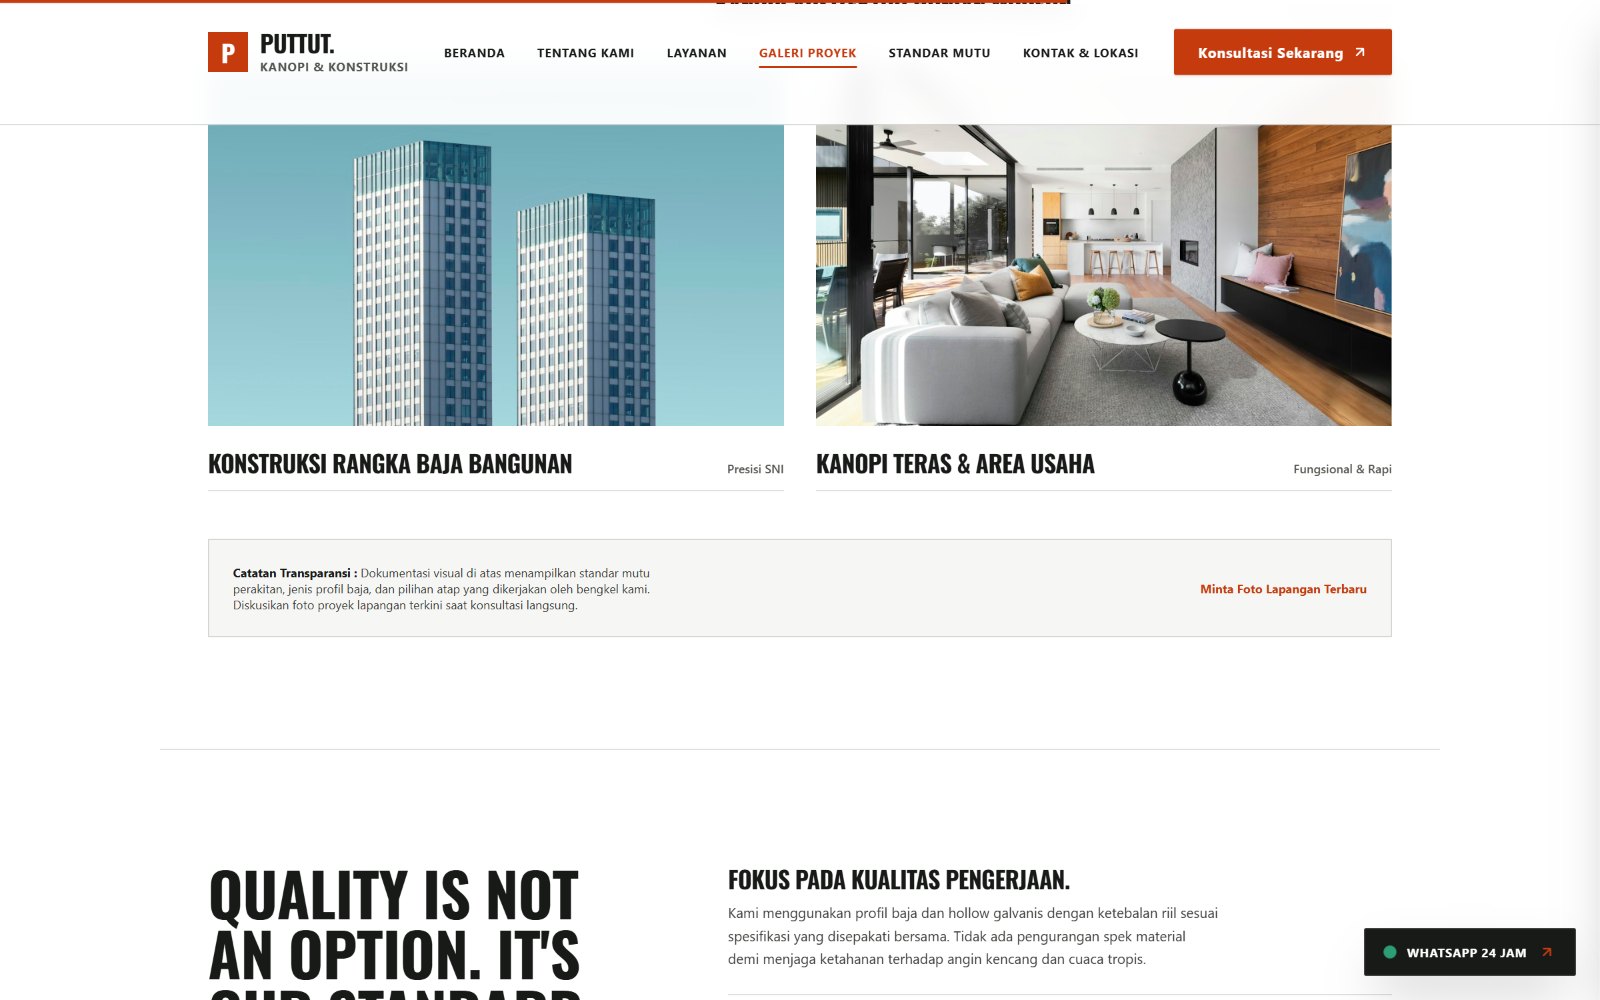 P
PUTTUT.
KANOPI & KONSTRUKSI
BERANDA
TENTANG KAMI
LAYANAN
GALERI PROYEK
STANDAR MUTU
KONTAK & LOKASI
Konsultasi Sekarang
KONSTRUKSI RANGKA BAJA BANGUNAN
Presisi SNI
KANOPI TERAS & AREA USAHA
Fungsional & Rapi
Catatan Transparansi : Dokumentasi visual di atas menampilkan standar mutu
perakitan, jenis profil baja, dan pilihan atap yang dikerjakan oleh bengkel kami.
Diskusikan foto proyek lapangan terkini saat konsultasi langsung.
Minta Foto Lapangan Terbaru
QUALITY IS NOT
AN OPTION. IT'S
OUR STANDARD
FOKUS PADA KUALITAS PENGERJAAN.
Kami menggunakan profil baja dan hollow galvanis dengan ketebalan riil sesuai
spesifikasi yang disepakati bersama. Tidak ada pengurangan spek material
demi menjaga ketahanan terhadap angin kencang dan cuaca tropis.
WHATSAPP 24 JAM